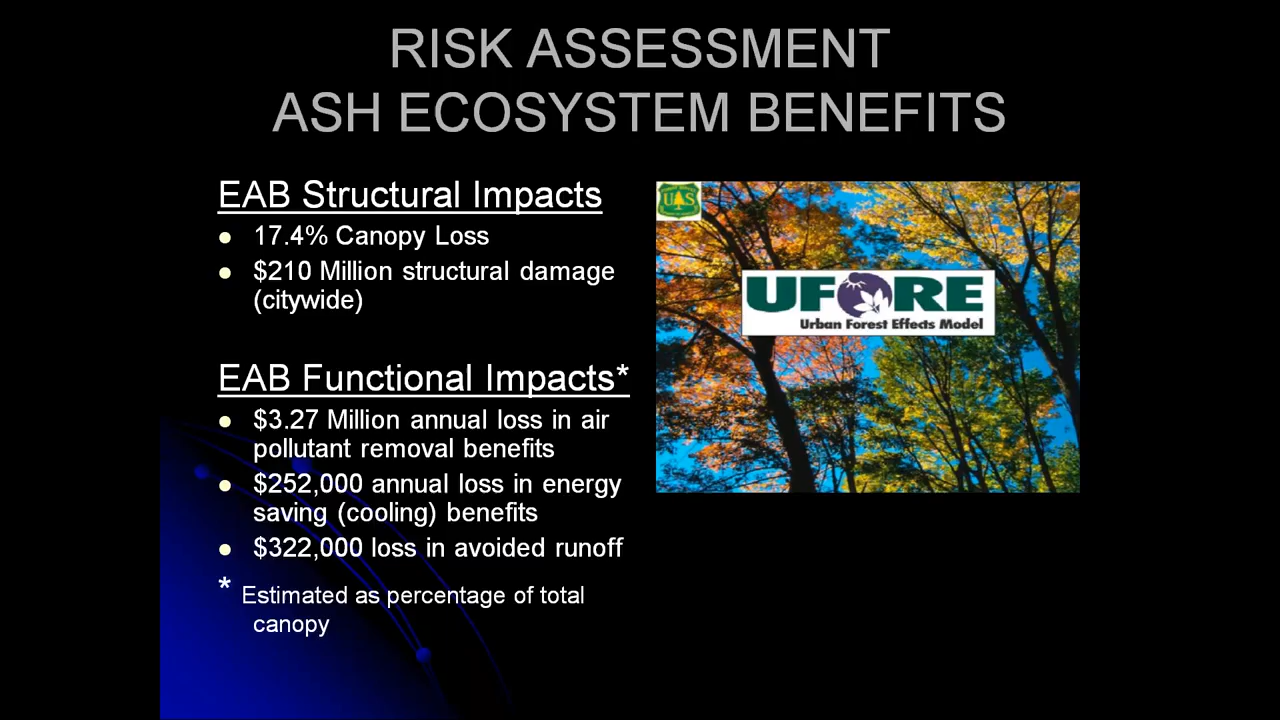 RISK ASSESSMENT
ASH ECOSYSTEM BENEFITS
EAB Structural Impacts
17.4% Canopy Loss
$210 Million structural damage
(citywide)
EAB Functional Impacts*
$3.27 Million annual loss in air
pollutant removal benefits
$252,000 annual loss in energy
saving (cooling) benefits
$322,000 loss in avoided runoff
* Estimated as percentage of total
canopy
UAS
UFORE
Urban Forest Effects Model